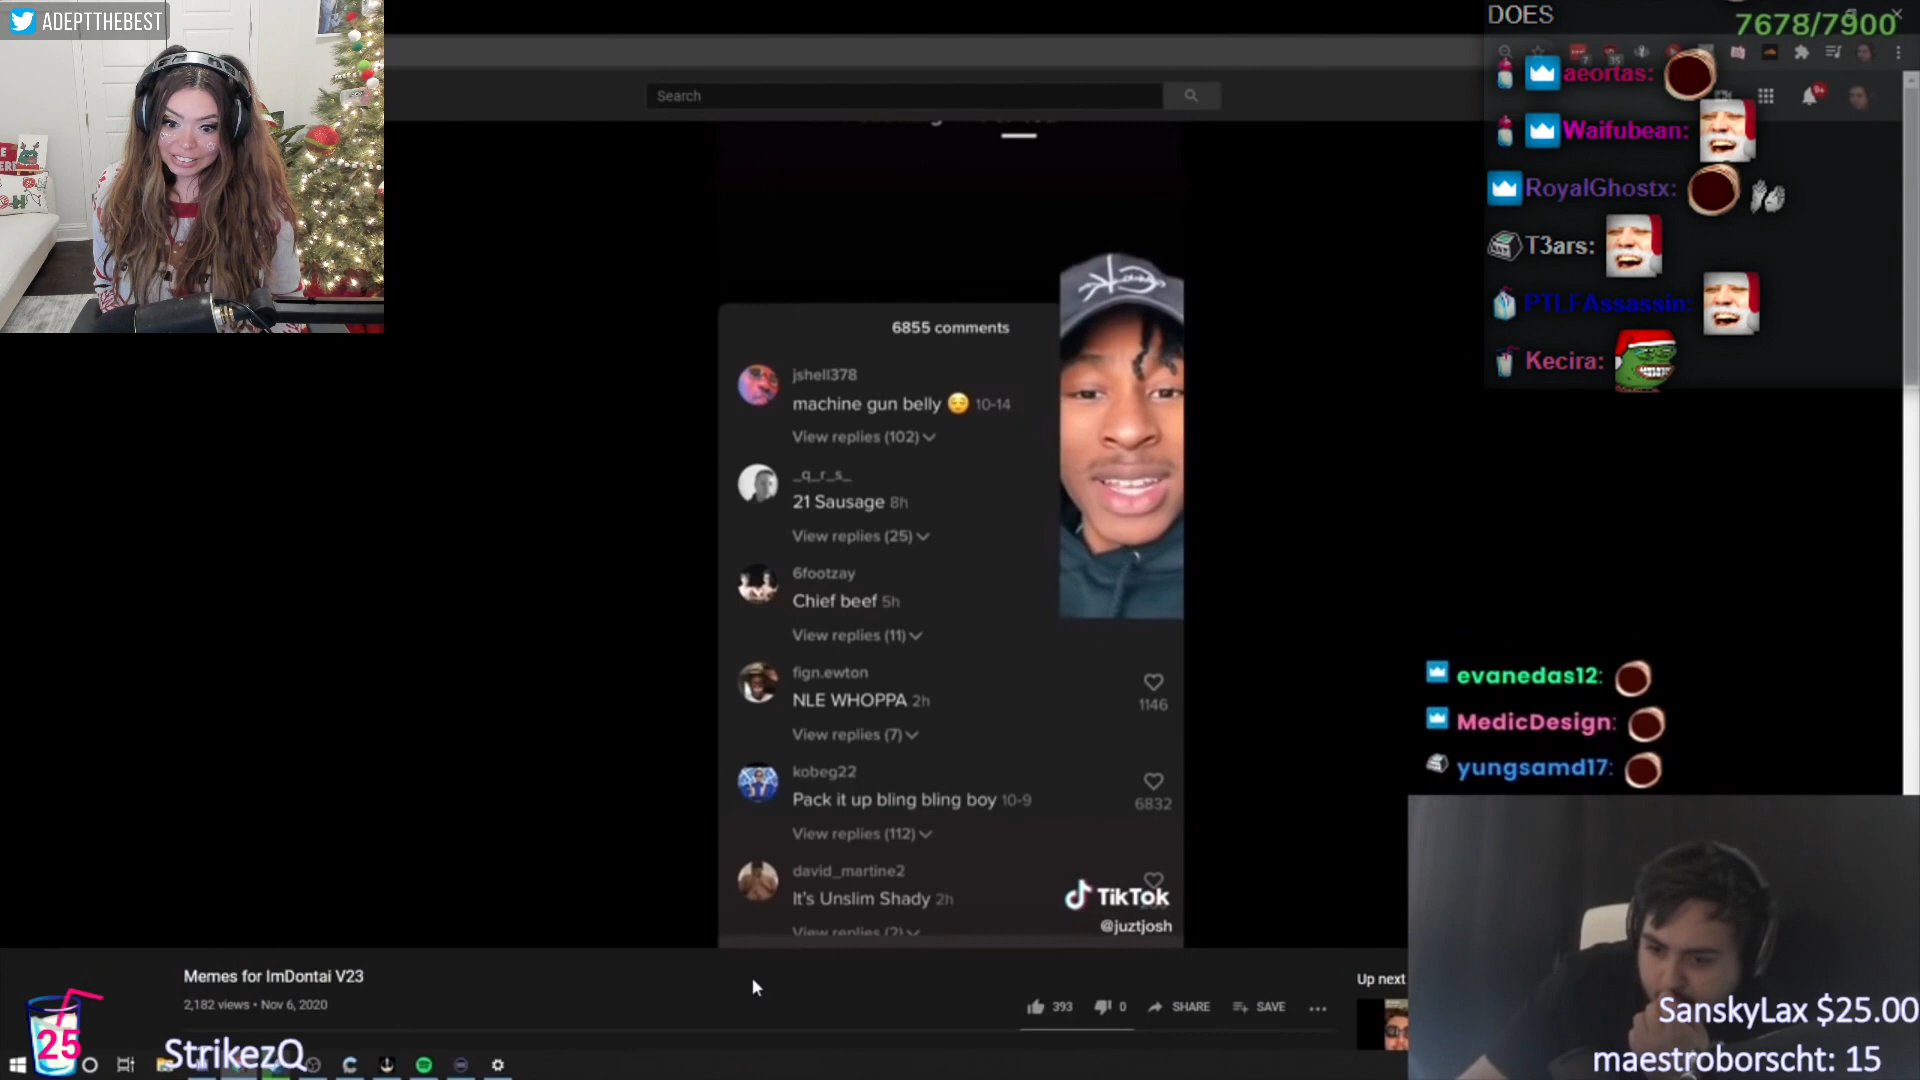 ADEPTTHEBEST
DOES
7678/7900
Search
aeortas:
Waifubean:
RoyalGhostx:
T3ars:
PTLFAssassin:
Kecira:
6855 comments
jshell378
machine gun belly 😌 10-14
View replies (102)
_q_r_s_
21 Sausage 8h
View replies (25)
6footzay
Chief beef 5h
View replies (11)
fign.ewton
NLE WHOPPA 2h
1146
View replies (7)
kobeg22
Pack it up bling bling boy 10-9
6832
View replies (112)
david_martine2
It's Unslim Shady 2h
View replies (2)
TikTok
@juztjosh
evanedas12:
MedicDesign:
yungsamd17:
Memes for ImDontai V23
2,182 views • Nov 6, 2020
393
0
SHARE
SAVE
Up next
25
StrikezQ
SanskyLax $25.00
maestroborscht: 15